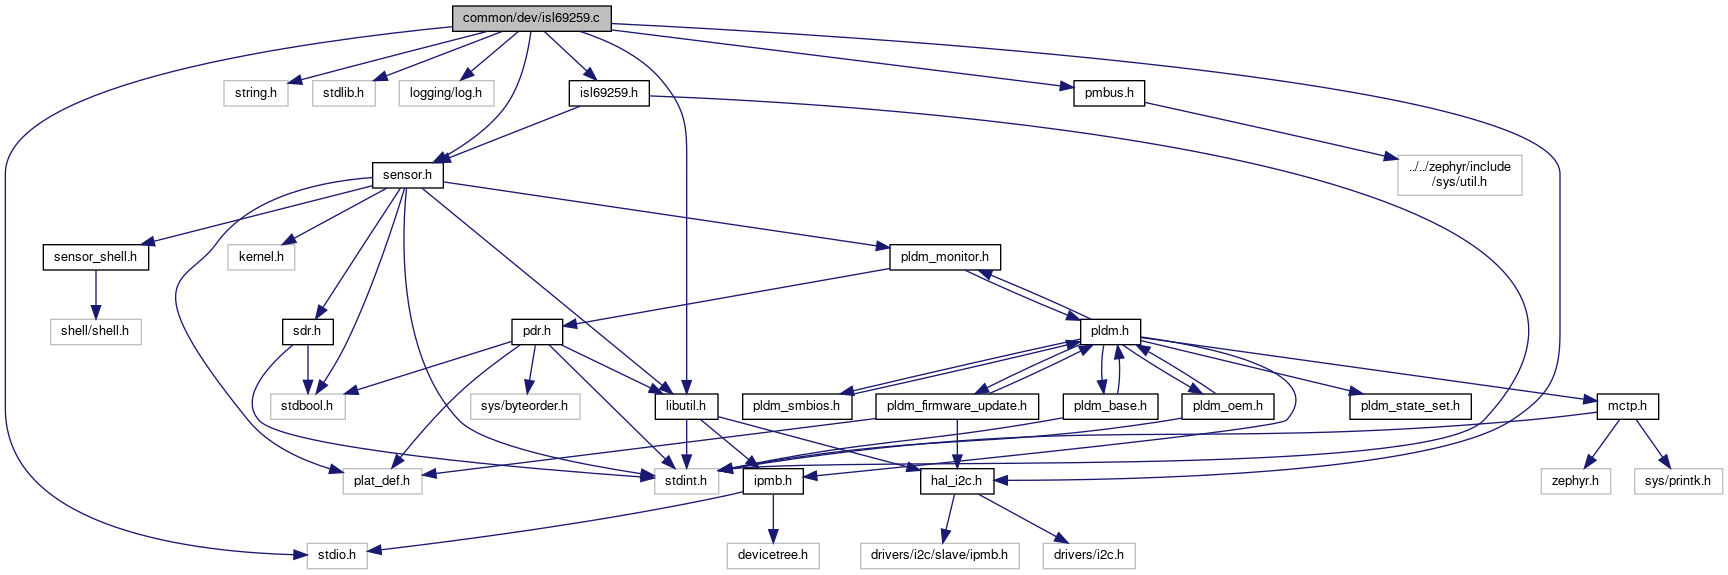 common/dev/isl69259.c
string.h
stdlib.h
logging/log.h
isl69259.h
pmbus.h
sensor.h
../../zephyr/include
/sys/util.h
sensor_shell.h
kernel.h
pldm_monitor.h
shell/shell.h
sdr.h
pdr.h
pldm.h
stdbool.h
sys/byteorder.h
libutil.h
pldm_smbios.h
pldm_firmware_update.h
pldm_base.h
pldm_oem.h
pldm_state_set.h
mctp.h
plat_def.h
stdint.h
ipmb.h
hal_i2c.h
zephyr.h
sys/printk.h
stdio.h
devicetree.h
drivers/i2c/slave/ipmb.h
drivers/i2c.h